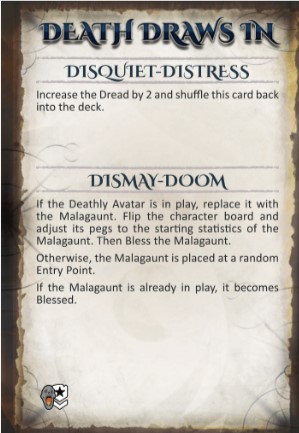 DEATH DRAWS IN
DISQUIET-DISTRESS
Increase the Dread by 2 and shuffle this card back
into the deck.
DISMAY-DOOM
If the Deathly Avatar is in play, replace it with
the Malagaunt. Flip the character board and
adjust its pegs to the starting statistics of the
Malagaunt. Then Bless the Malagaunt.
Otherwise, the Malagaunt is placed at a random
Entry Point.
If the Malagaunt is already in play, it becomes
Blessed.